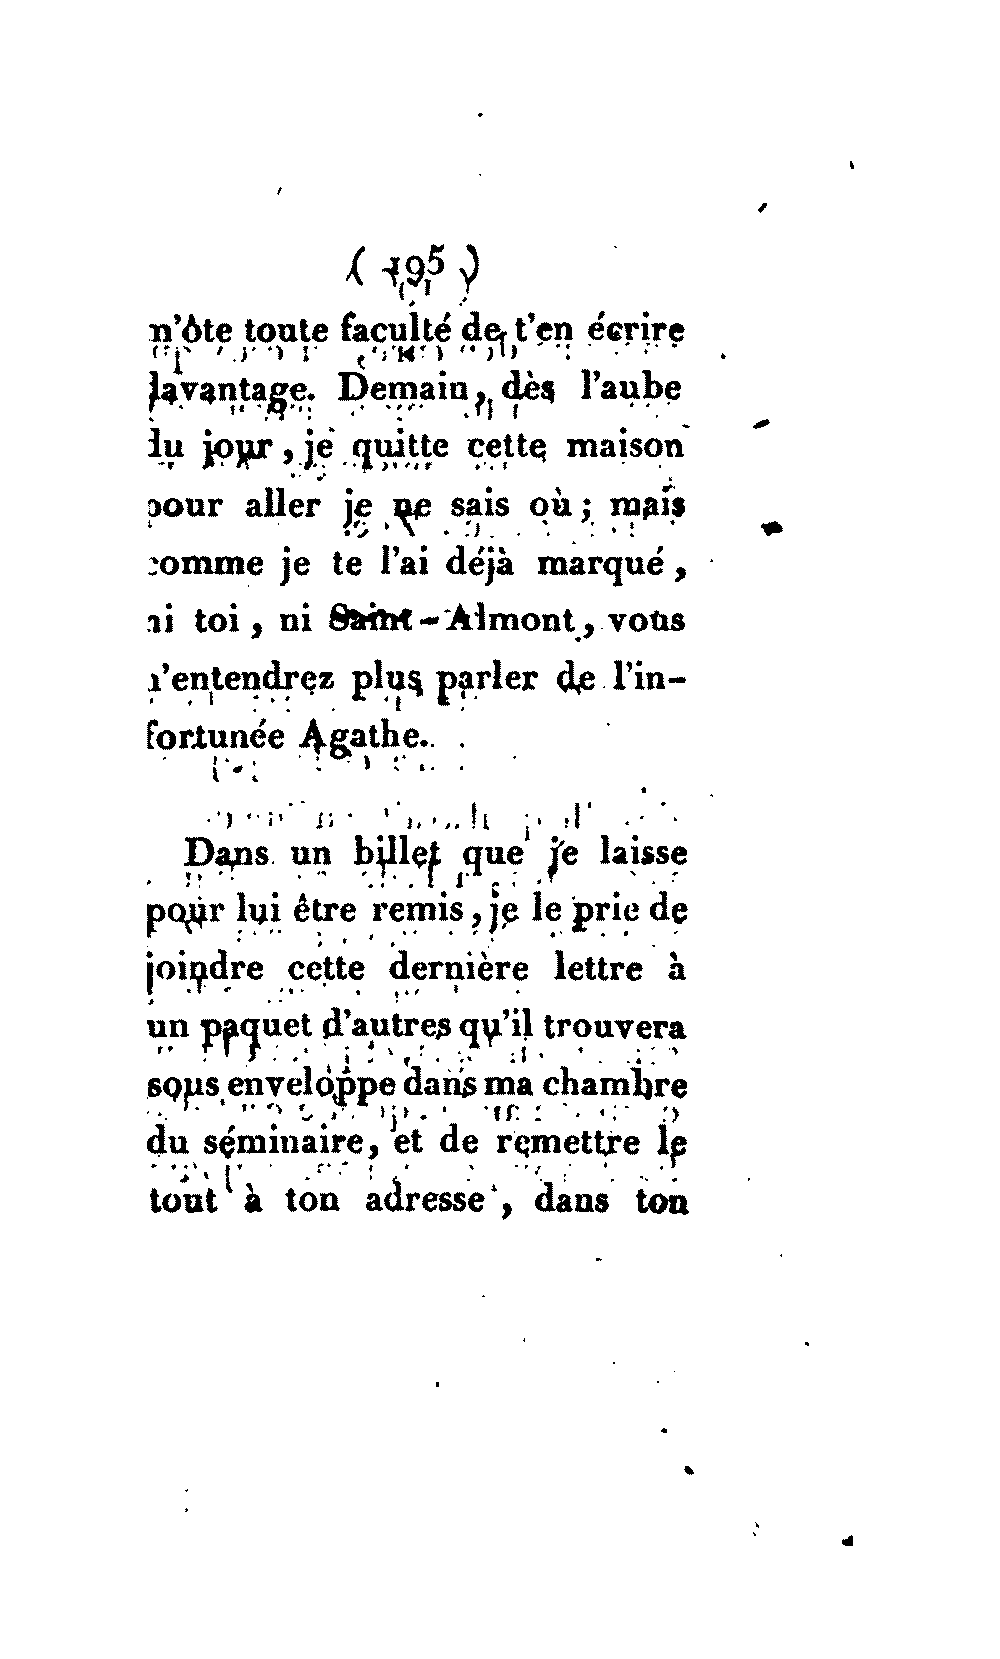 ( 195 )
m'ôte toute faculté de t'en écrire
davantage. Demain, dès l'aube
du jour, je quitte cette maison
pour aller je ne sais où ; mais
comme je te l'ai déjà marqué,
ni toi, ni Saint-Almont, vous
n'entendrez plus parler de l'in-
fortunée Agathe.
Dans un billet que je laisse
pour lui être remis, je le prie de
joindre cette dernière lettre à
un paquet d'autres qu'il trouvera
sous enveloppe dans ma chambre
du séminaire, et de remettre le
tout à ton adresse, dans ton